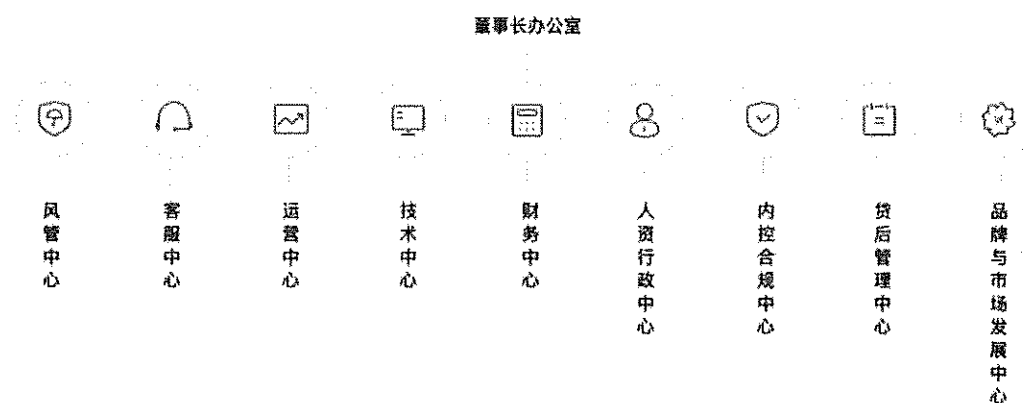 董事长办公室
风管中心
客服中心
运营中心
技术中心
财务中心
人资行政中心
内控合规中心
贷后管理中心
品牌与市场发展中心